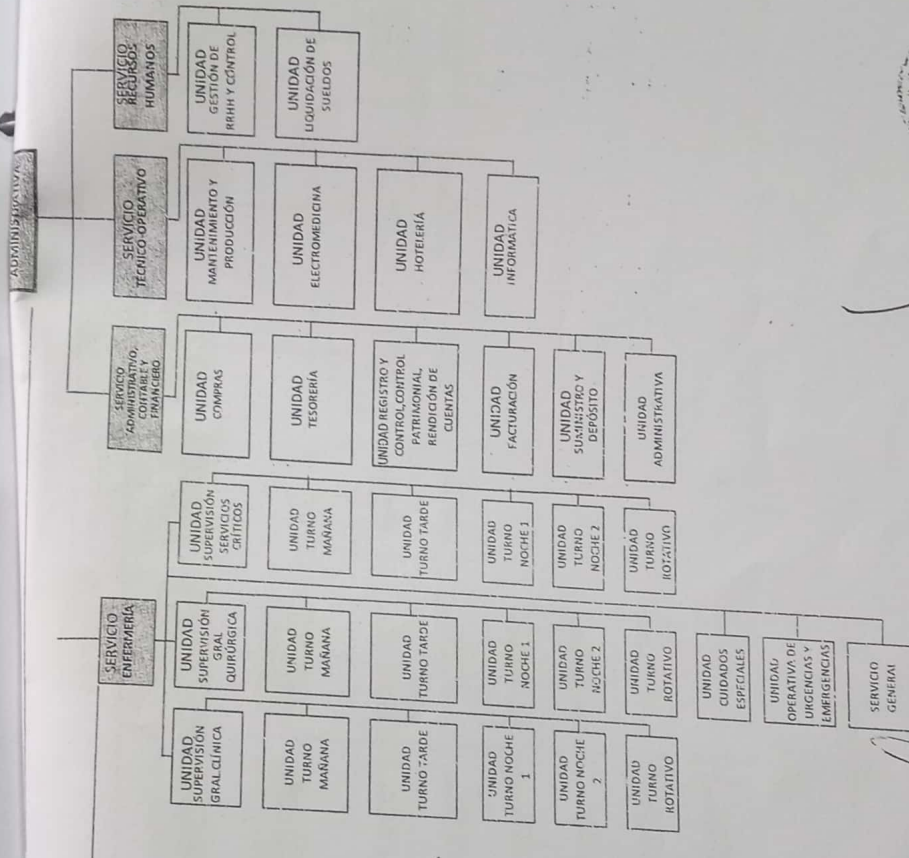 ADMINISTRATIVA
SERVICIO
ENFERMERÍA
SERVICIO
ADMINISTRATIVO,
CONTABLE Y
FINANCIERO
SERVICIO
TÉCNICO-OPERATIVO
SERVICIO
RECURSOS
HUMANOS
UNIDAD
SUPERVISIÓN
GRAL CLÍNICA
UNIDAD
TURNO
MAÑANA
UNIDAD
TURNO TARDE
UNIDAD
TURNO NOCHE
1
UNIDAD
TURNO NOCHE
2
UNIDAD
TURNO
ROTATIVO
UNIDAD
SUPERVISIÓN
GRAL
QUIRÚRGICA
UNIDAD
TURNO
MAÑANA
UNIDAD
TURNO TARDE
UNIDAD
TURNO
NOCHE 1
UNIDAD
TURNO
NOCHE 2
UNIDAD
TURNO
ROTATIVO
UNIDAD
SUPERVISIÓN
SERVICIOS
CRÍTICOS
UNIDAD
TURNO
MAÑANA
UNIDAD
TURNO TARDE
UNIDAD
TURNO
NOCHE 1
UNIDAD
TURNO
NOCHE 2
UNIDAD
TURNO
ROTATIVO
UNIDAD
CUIDADOS
ESPECIALES
UNIDAD
OPERATIVA DE
URGENCIAS Y
EMERGENCIAS
SERVICIO
GENERAL
UNIDAD
COMPRAS
UNIDAD
TESORERÍA
UNIDAD REGISTRO Y
CONTROL,CONTROL
PATRIMONIAL,
RENDICIÓN DE
CUENTAS
UNIDAD
FACTURACIÓN
UNIDAD
SUMINISTRO Y
DEPÓSITO
UNIDAD
ADMINISTRATIVA
UNIDAD
MANTENIMIENTO Y
PRODUCCIÓN
UNIDAD
ELECTROMEDICINA
UNIDAD
HOTELERÍA
UNIDAD
INFORMÁTICA
UNIDAD
GESTIÓN DE
RRHH Y CONTROL
UNIDAD
LIQUIDACIÓN DE
SUELDOS